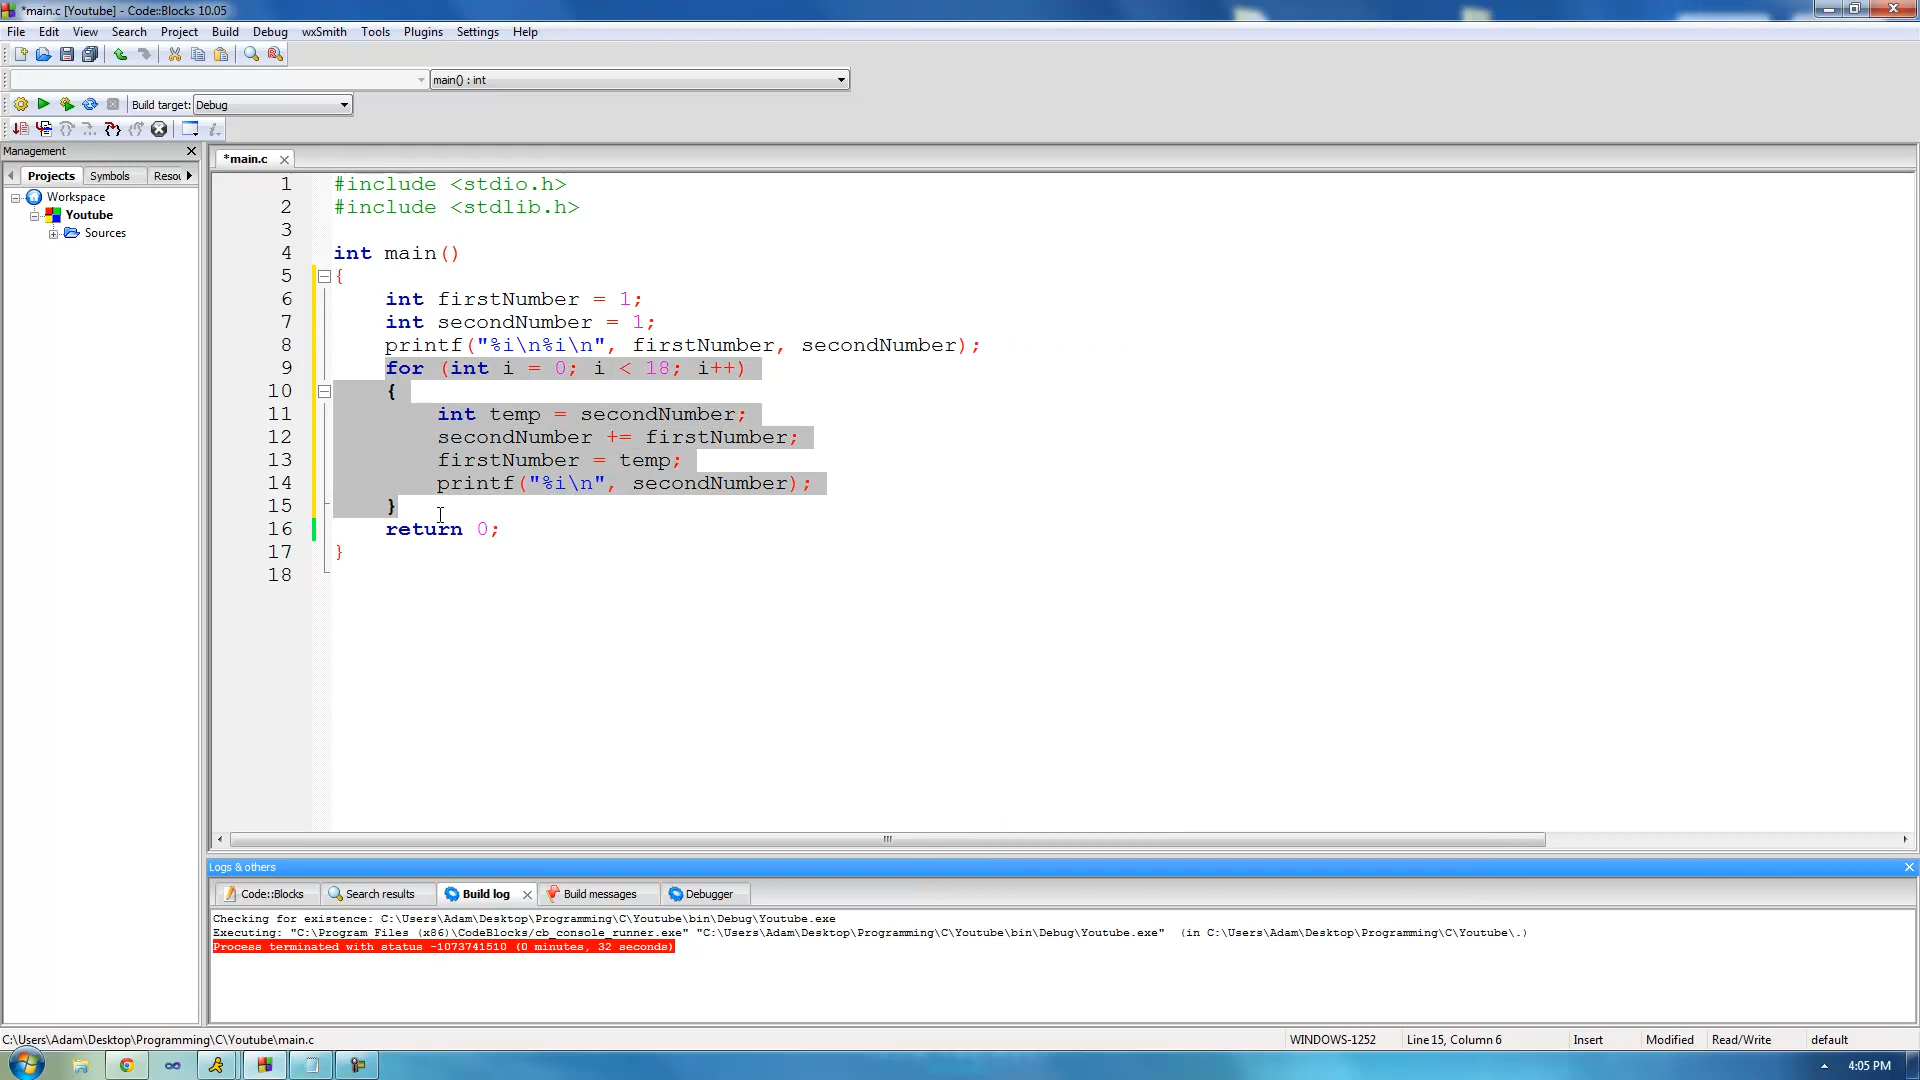 *main.c [Youtube] - Code::Blocks 10.05
File Edit View Search Project Build Debug wxSmith Tools Plugins Settings Help
main() : int
Build target: Debug
Management
*main.c
Projects Symbols Resou
Workspace
Youtube
Sources
1 #include <stdio.h>
2 #include <stdlib.h>
3
4 int main()
5 {
6 int firstNumber = 1;
7 int secondNumber = 1;
8 printf("%i\n%i\n", firstNumber, secondNumber);
9 for (int i = 0; i < 18; i++)
10 {
11 int temp = secondNumber;
12 secondNumber += firstNumber;
13 firstNumber = temp;
14 printf("%i\n", secondNumber);
15 }
16 return 0;
17 }
18
Logs & others
Code::Blocks Search results Build log Build messages Debugger
Checking for existence: C:\Users\Adam\Desktop\Programming\C\Youtube\bin\Debug\Youtube.exe
Executing: "C:\Program Files (x86)\CodeBlocks/cb_console_runner.exe" "C:\Users\Adam\Desktop\Programming\C\Youtube\bin\Debug\Youtube.exe" (in C:\Users\Adam\Desktop\Programming\C\Youtube\.)
Process terminated with status -1073741510 (0 minutes, 32 seconds)
C:\Users\Adam\Desktop\Programming\C\Youtube\main.c WINDOWS-1252 Line 15, Column 6 Insert Modified Read/Write default
4:05 PM